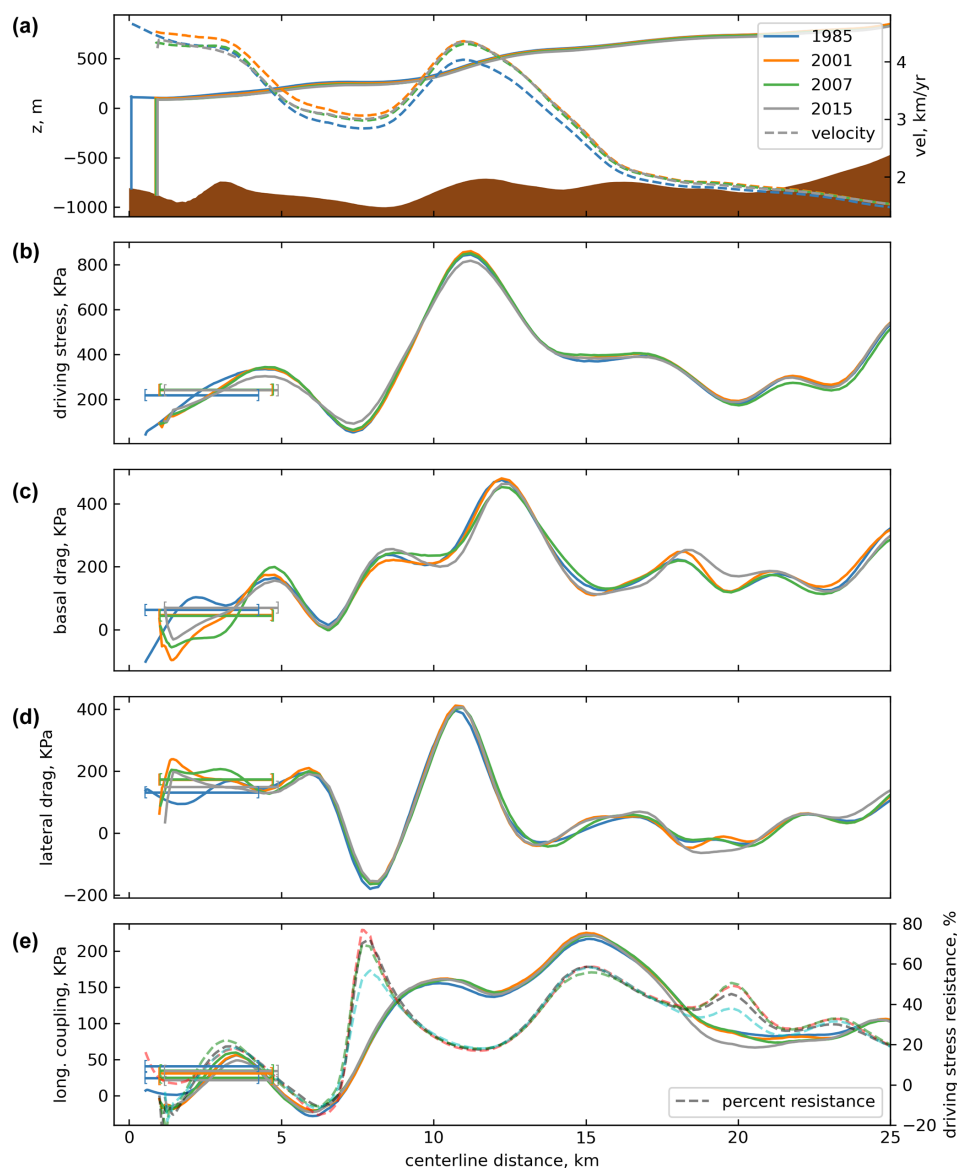 (a)
z, m
500
0
−500
−1000
1985
2001
2007
2015
velocity
4
3
2
vel, km/yr
(b)
driving stress, KPa
800
600
400
200
(c)
basal drag, KPa
400
200
0
(d)
lateral drag, KPa
400
200
0
−200
(e)
long. coupling, KPa
200
150
100
50
0
percent resistance
80
60
40
20
0
−20
driving stress resistance, %
0 5 10 15 20 25
centerline distance, km